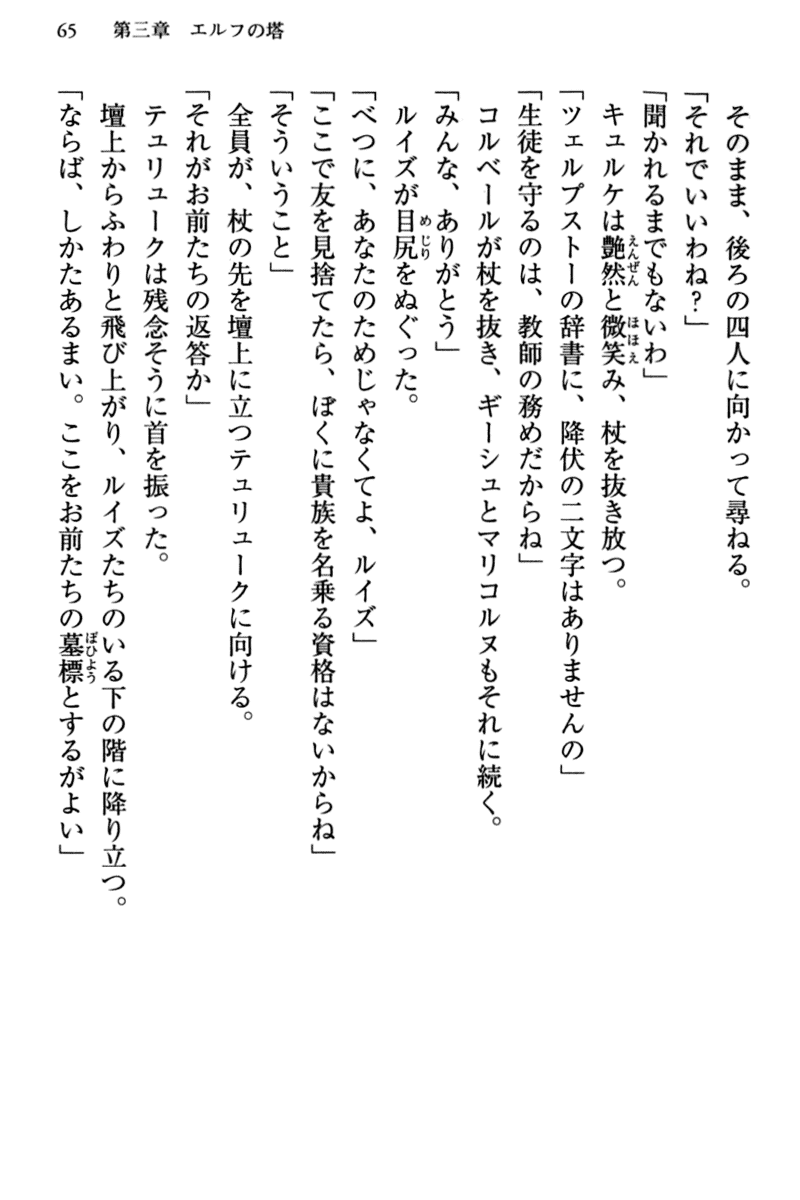 65　第三章　エルフの塔
　そのまま、後ろの四人に向かって尋ねる。
「それでいいわね？」
「聞かれるまでもないわ」
　キュルケは艶然と微笑み、杖を抜き放つ。
「ツェルプストーの辞書に、降伏の二文字はありませんの」
「生徒を守るのは、教師の務めだからね」
　コルベールが杖を抜き、ギーシュとマリコルヌもそれに続く。
「みんな、ありがとう」
　ルイズが目尻をぬぐった。
「べつに、あなたのためじゃなくてよ、ルイズ」
「ここで友を見捨てたら、ぼくに貴族を名乗る資格はないからね」
「そういうこと」
　全員が、杖の先を壇上に立つテュリュークに向ける。
「それがお前たちの返答か」
　テュリュークは残念そうに首を振った。
　壇上からふわりと飛び上がり、ルイズたちのいる下の階に降り立つ。
「ならば、しかたあるまい。ここをお前たちの墓標とするがよい」
えんぜん
ほほえ
めじり
ぼひょう